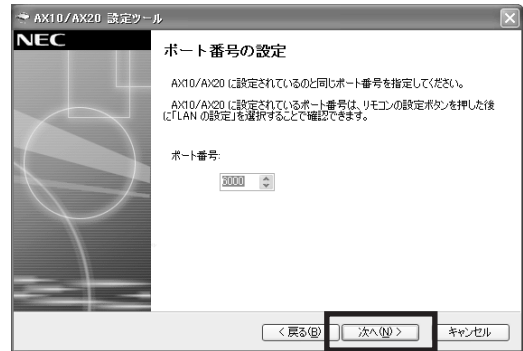 AX10/AX20 設定ツール
NEC
ポート番号の設定
AX10/AX20 に設定されているのと同じポート番号を指定してください。
AX10/AX20 に設定されているポート番号は、リモコンの設定ボタンを押した後
に「LAN の設定」を選択することで確認できます。
ポート番号:
6000
< 戻る(B)
次へ(N) >
キャンセル